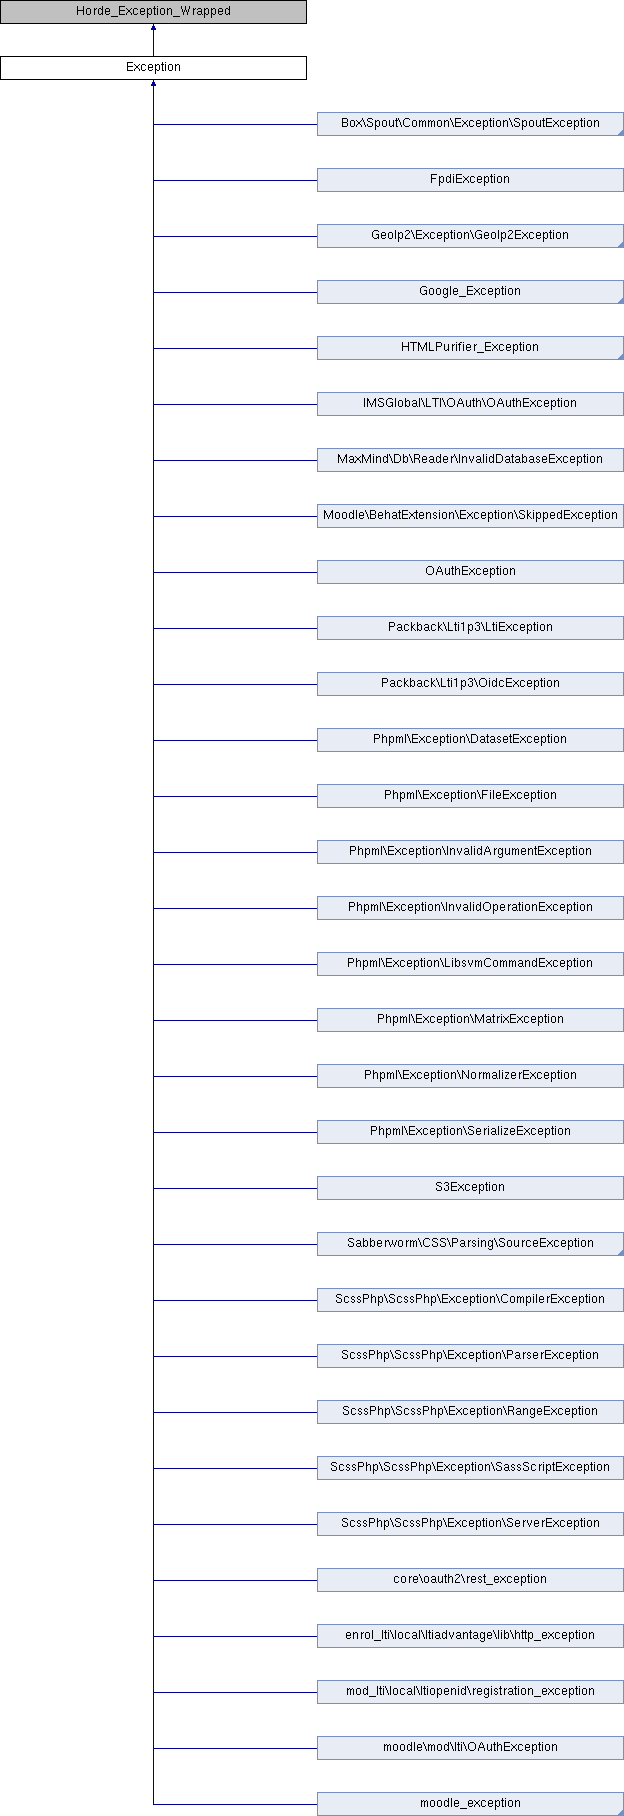 Horde_Exception_Wrapped
Exception
Box\Spout\Common\Exception\SpoutException
FpdiException
GeoIp2\Exception\GeoIp2Exception
Google_Exception
HTMLPurifier_Exception
IMSGlobal\LTI\OAuth\OAuthException
MaxMind\Db\Reader\InvalidDatabaseException
Moodle\BehatExtension\Exception\SkippedException
OAuthException
Packback\Lti1p3\LtiException
Packback\Lti1p3\OidcException
Phpml\Exception\DatasetException
Phpml\Exception\FileException
Phpml\Exception\InvalidArgumentException
Phpml\Exception\InvalidOperationException
Phpml\Exception\LibsvmCommandException
Phpml\Exception\MatrixException
Phpml\Exception\NormalizerException
Phpml\Exception\SerializeException
S3Exception
Sabberworm\CSS\Parsing\SourceException
ScssPhp\ScssPhp\Exception\CompilerException
ScssPhp\ScssPhp\Exception\ParserException
ScssPhp\ScssPhp\Exception\RangeException
ScssPhp\ScssPhp\Exception\SassScriptException
ScssPhp\ScssPhp\Exception\ServerException
core\oauth2\rest_exception
enrol_lti\local\ltiadvantage\lib\http_exception
mod_lti\local\ltiopenid\registration_exception
moodle\mod\lti\OAuthException
moodle_exception